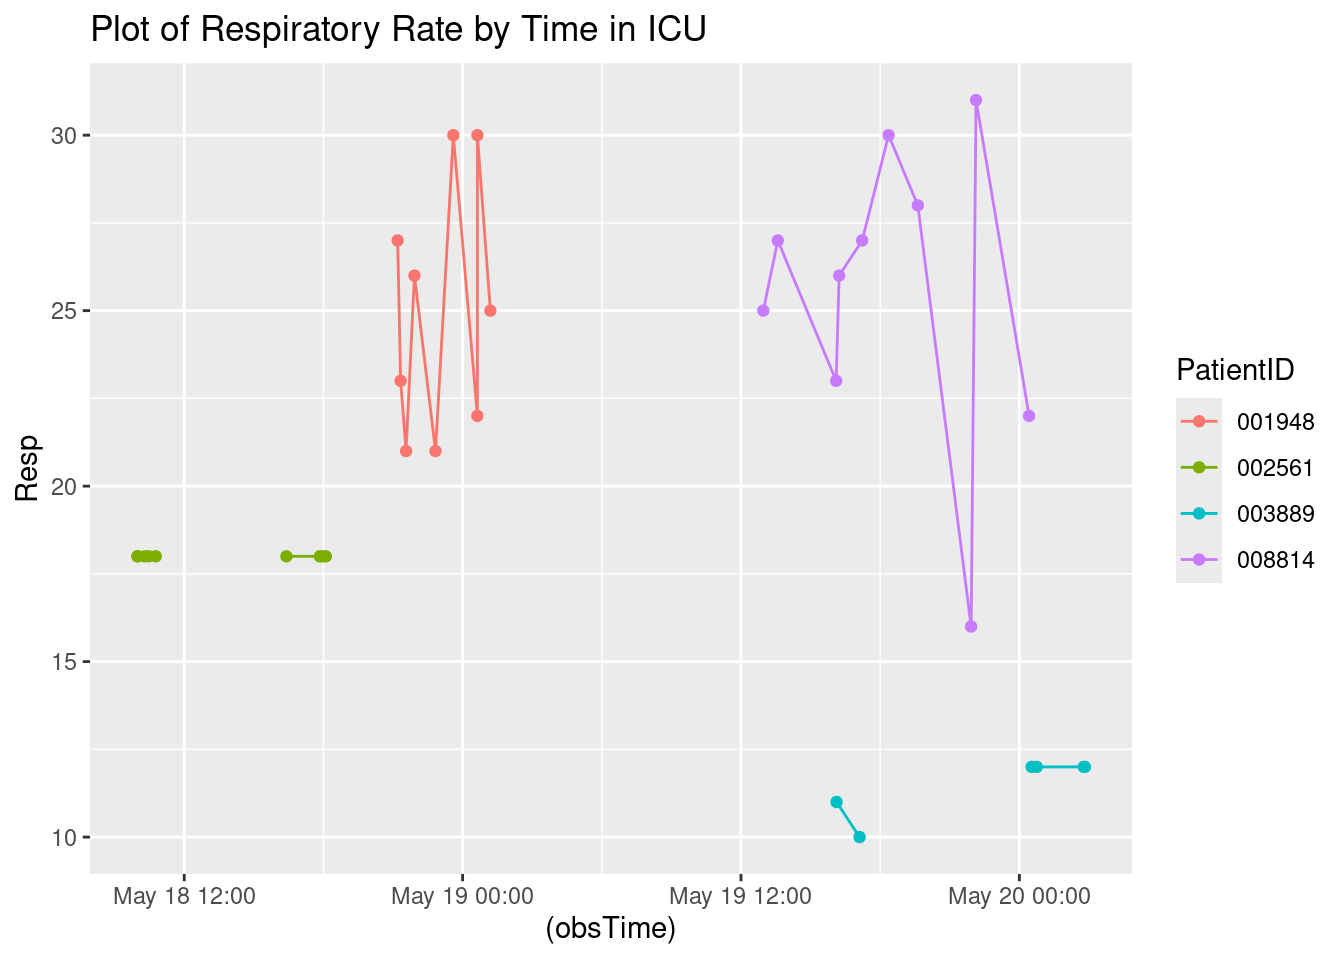 Plot of Respiratory Rate by Time in ICU
Resp
30
25
20
15
10
May 18 12:00 May 19 00:00 May 19 12:00 May 20 00:00
(obsTime)
PatientID
001948
002561
003889
008814